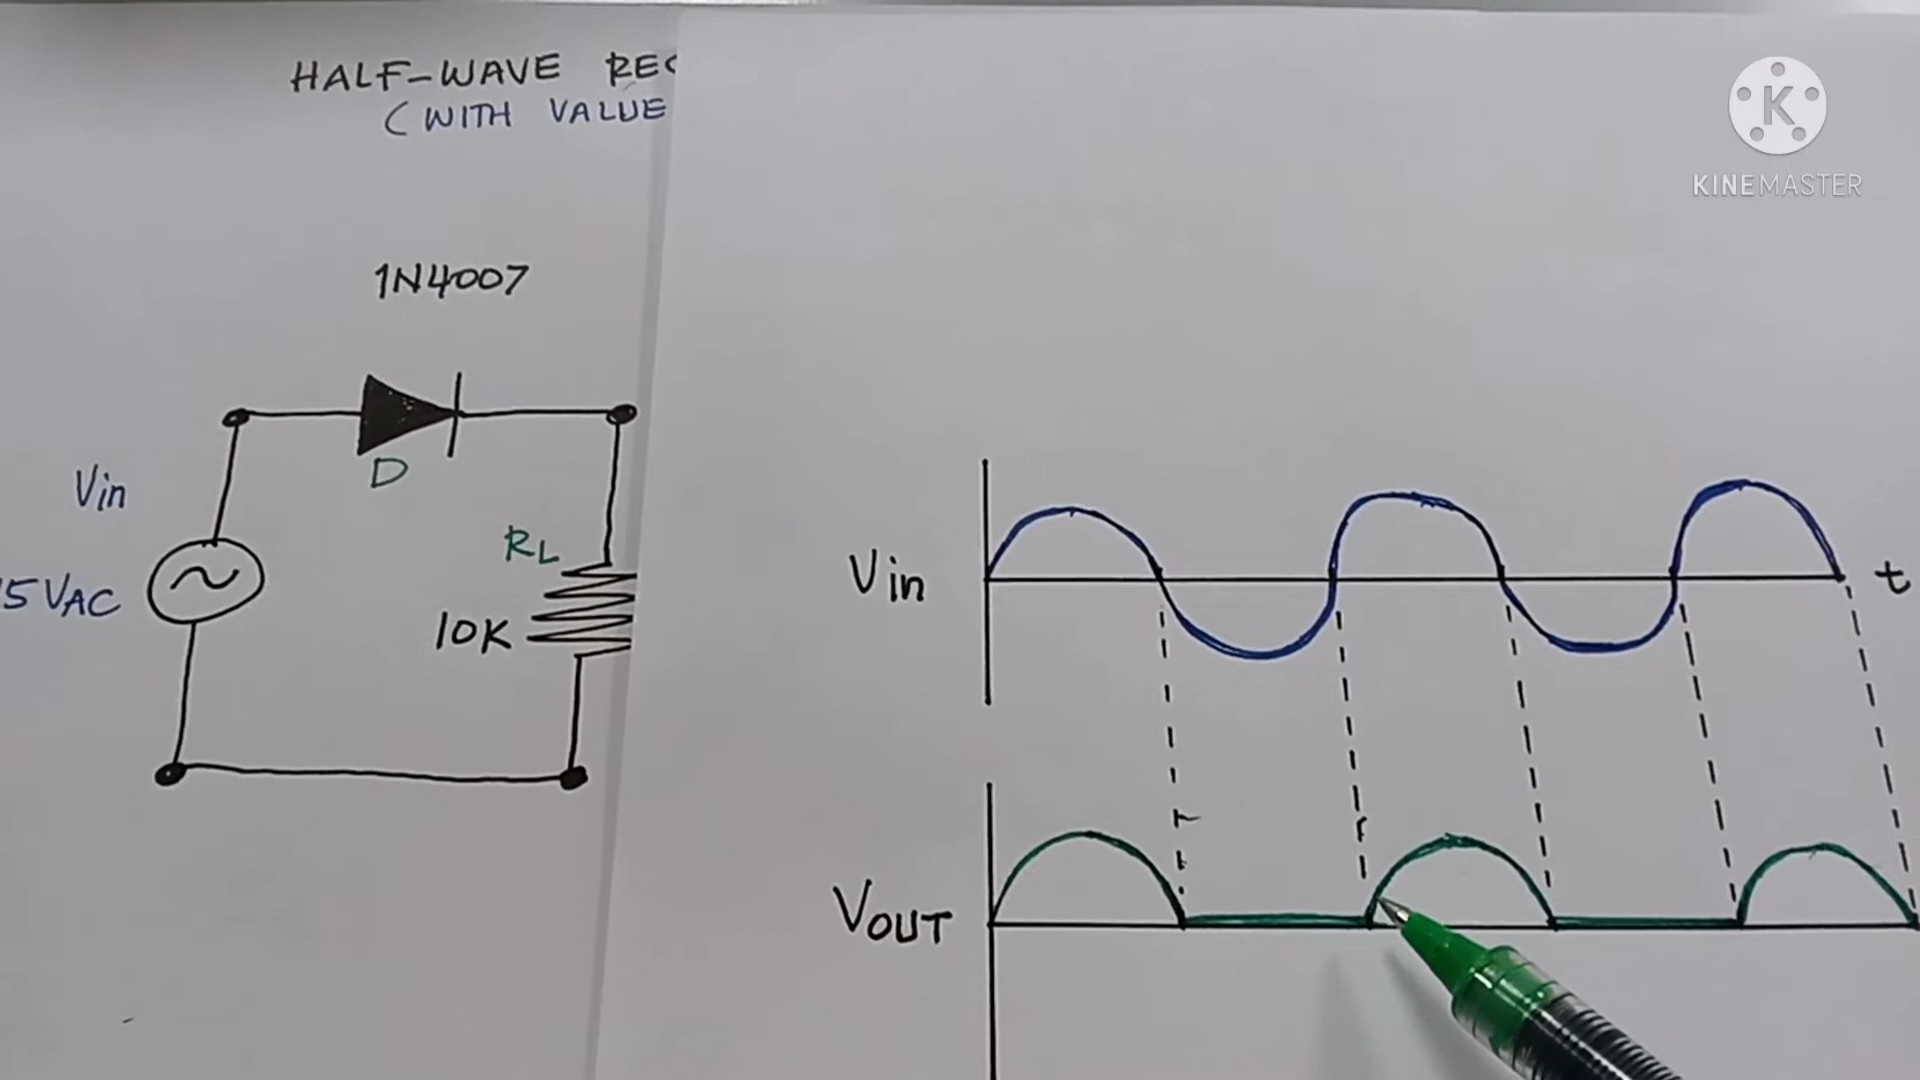 HALF-WAVE REC
(WITH VALUE
KINEMASTER
1N4007
D
Vin
5VAC
RL
10K
Vin
t
VOUT